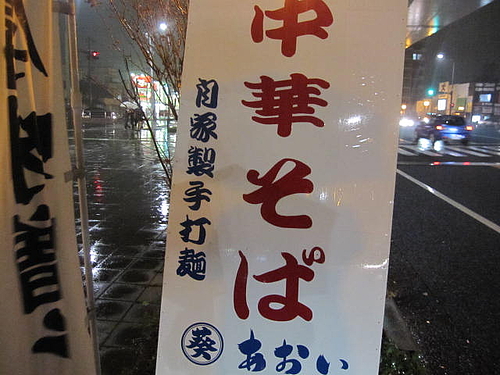 中華そば
自家製手打麺
葵
あおい